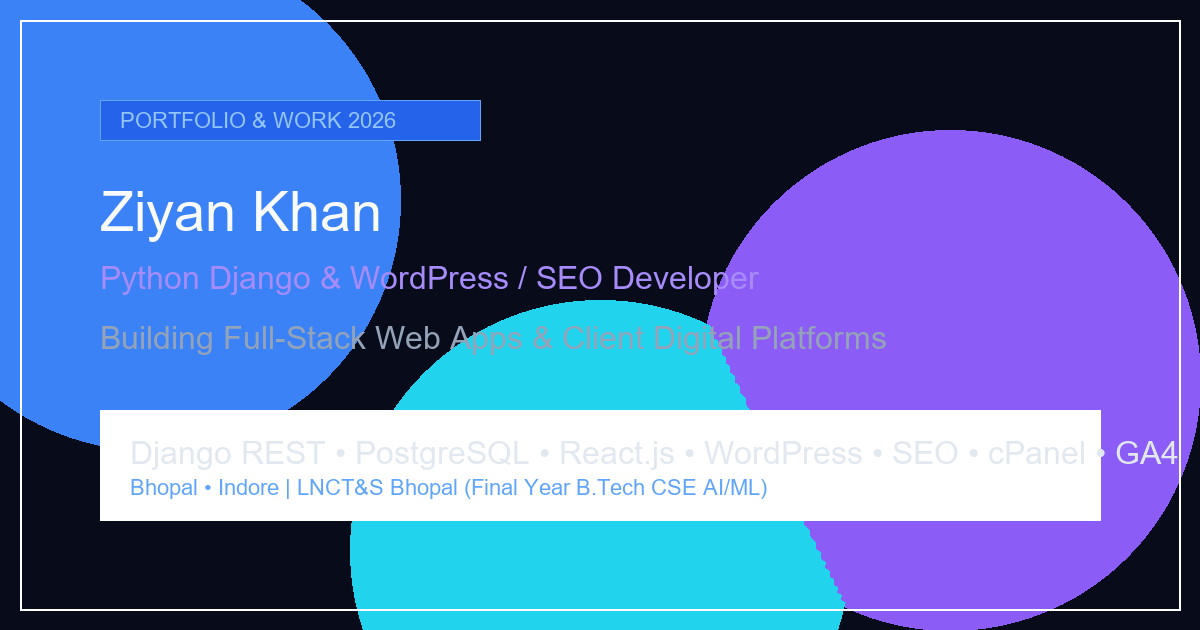 PORTFOLIO & WORK 2026
Ziyan Khan
Python Django & WordPress / SEO Developer
Building Full-Stack Web Apps & Client Digital Platforms
Django REST • PostgreSQL • React.js • WordPress • SEO • cPanel • GA4
Bhopal • Indore | LNCT&S Bhopal (Final Year B.Tech CSE AI/ML)